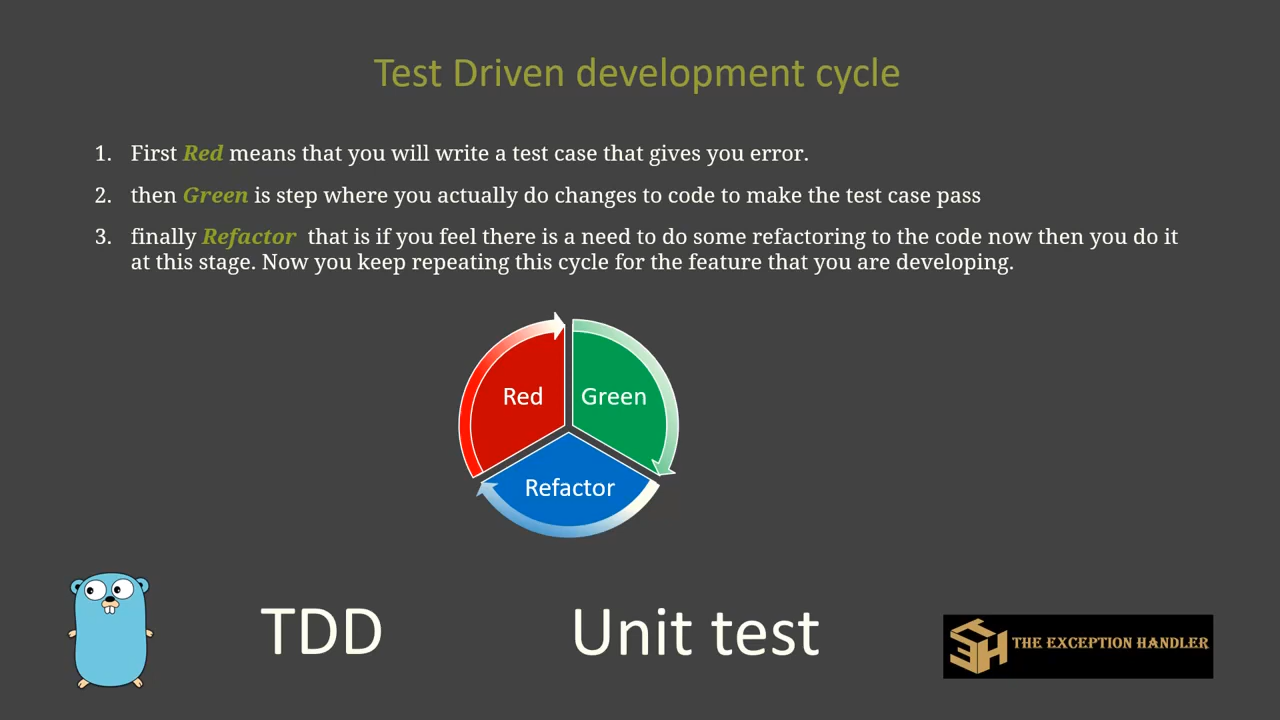 Test Driven development cycle
1. First Red means that you will write a test case that gives you error.
2. then Green is step where you actually do changes to code to make the test case pass
3. finally Refactor that is if you feel there is a need to do some refactoring to the code now then you do it
at this stage. Now you keep repeating this cycle for the feature that you are developing.
Red
Green
Refactor
TDD
Unit test
TEH
THE EXCEPTION HANDLER